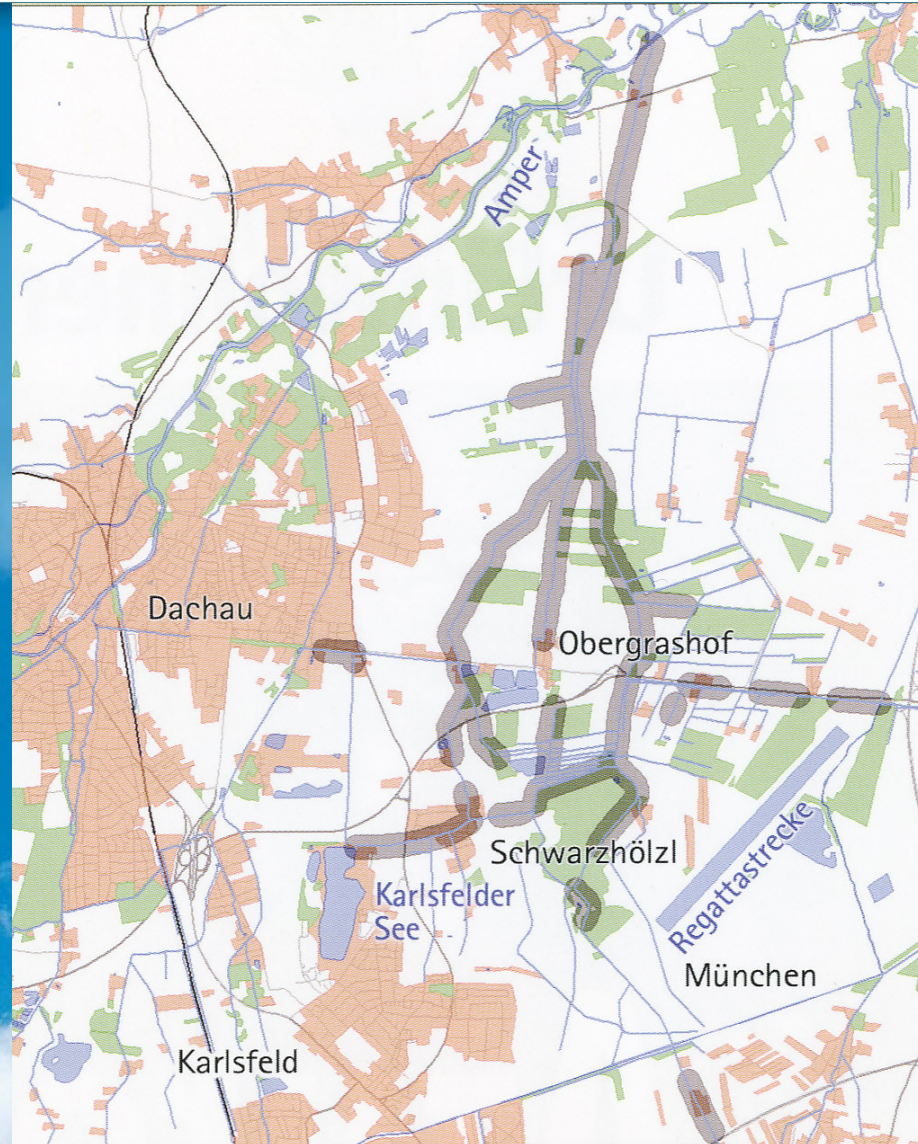 Amper
Dachau
Obergrashof
Schwarzhölzl
Karlsfelder
See
Regattastrecke
München
Karlsfeld